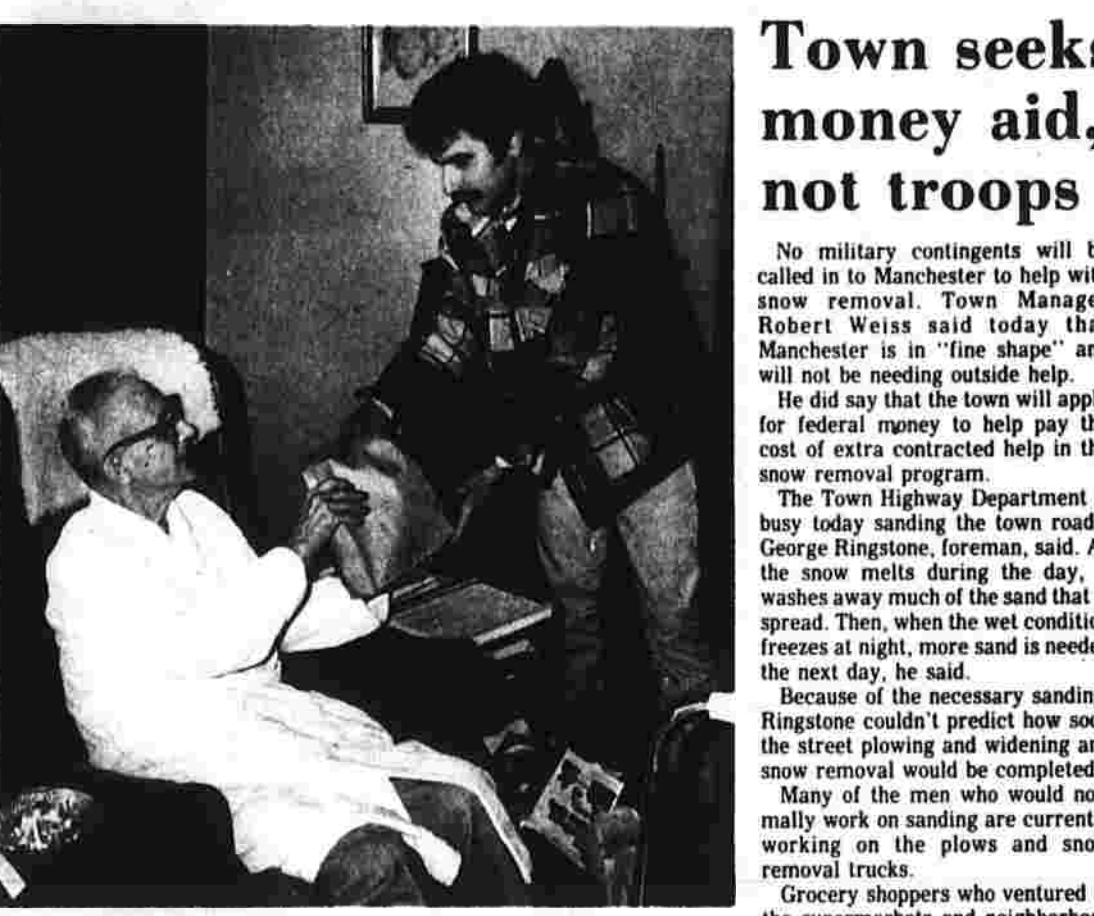 Town seeks
money aid,
not troops
No military contingents will b
called in to Manchester to help wit
snow removal. Town Manage
Robert Weiss said today tha
Manchester is in "fine shape" an
will not be needing outside help.
He did say that the town will appl
for federal money to help pay th
cost of extra contracted help in th
snow removal program.
The Town Highway Department
busy today sanding the town road
George Ringstone, foreman, said. A
the snow melts during the day,
washes away much of the sand that
spread. Then, when the wet conditio
freezes at night, more sand is neede
the next day, he said.
Because of the necessary sandin
Ringstone couldn't predict how soo
the street plowing and widening an
snow removal would be completed
Many of the men who would no
mally work on sanding are current
working on the plows and sno
removal trucks.
Grocery shoppers who ventured
the supermarkets and neighborhoo